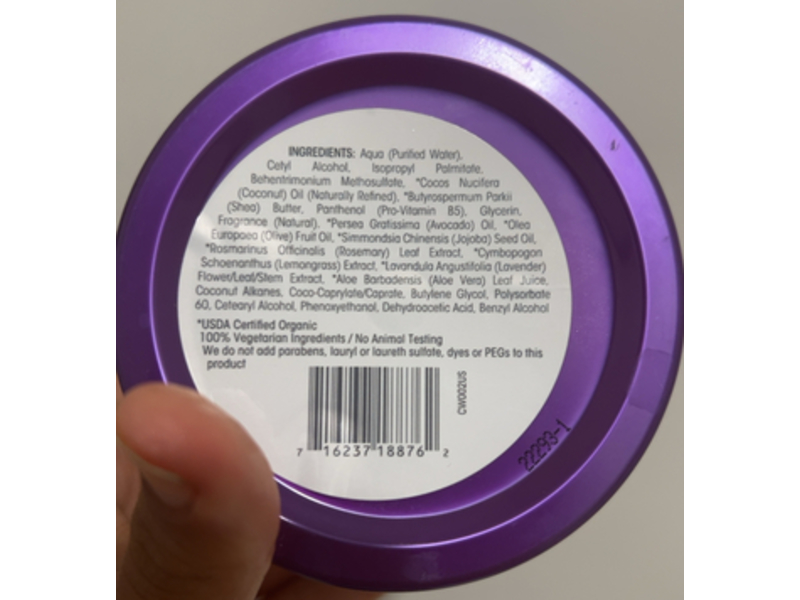 INGREDIENTS: Aqua (Purified Water),
Cetyl Alcohol, Isopropyl Palmitate,
Behentrimonium Methosulfate, *Cocos Nucifera
(Coconut) Oil (Naturally Refined), *Butyrospermum Parkii
(Shea) Butter, Panthenol (Pro-Vitamin B5), Glycerin,
Fragrance (Natural), *Persea Gratissima (Avocado) Oil, *Olea
Europaea (Olive) Fruit Oil, *Simmondsia Chinensis (Jojoba) Seed Oil,
*Rosmarinus Officinalis (Rosemary) Leaf Extract, *Cymbopogon
Schoenanthus (Lemongrass) Extract, *Lavandula Angustifolia (Lavender)
Flower/Leaf/Stem Extract, *Aloe Barbadensis (Aloe Vera) Leaf Juice,
Coconut Alkanes, Coco-Caprylate/Caprate, Butylene Glycol, Polysorbate
60, Cetearyl Alcohol, Phenoxyethanol, Dehydroacetic Acid, Benzyl Alcohol
*USDA Certified Organic
100% Vegetarian Ingredients / No Animal Testing
We do not add parabens, lauryl or laureth sulfate, dyes or PEGs to this
product
CW002US
7 16237 18876 2
22293-1